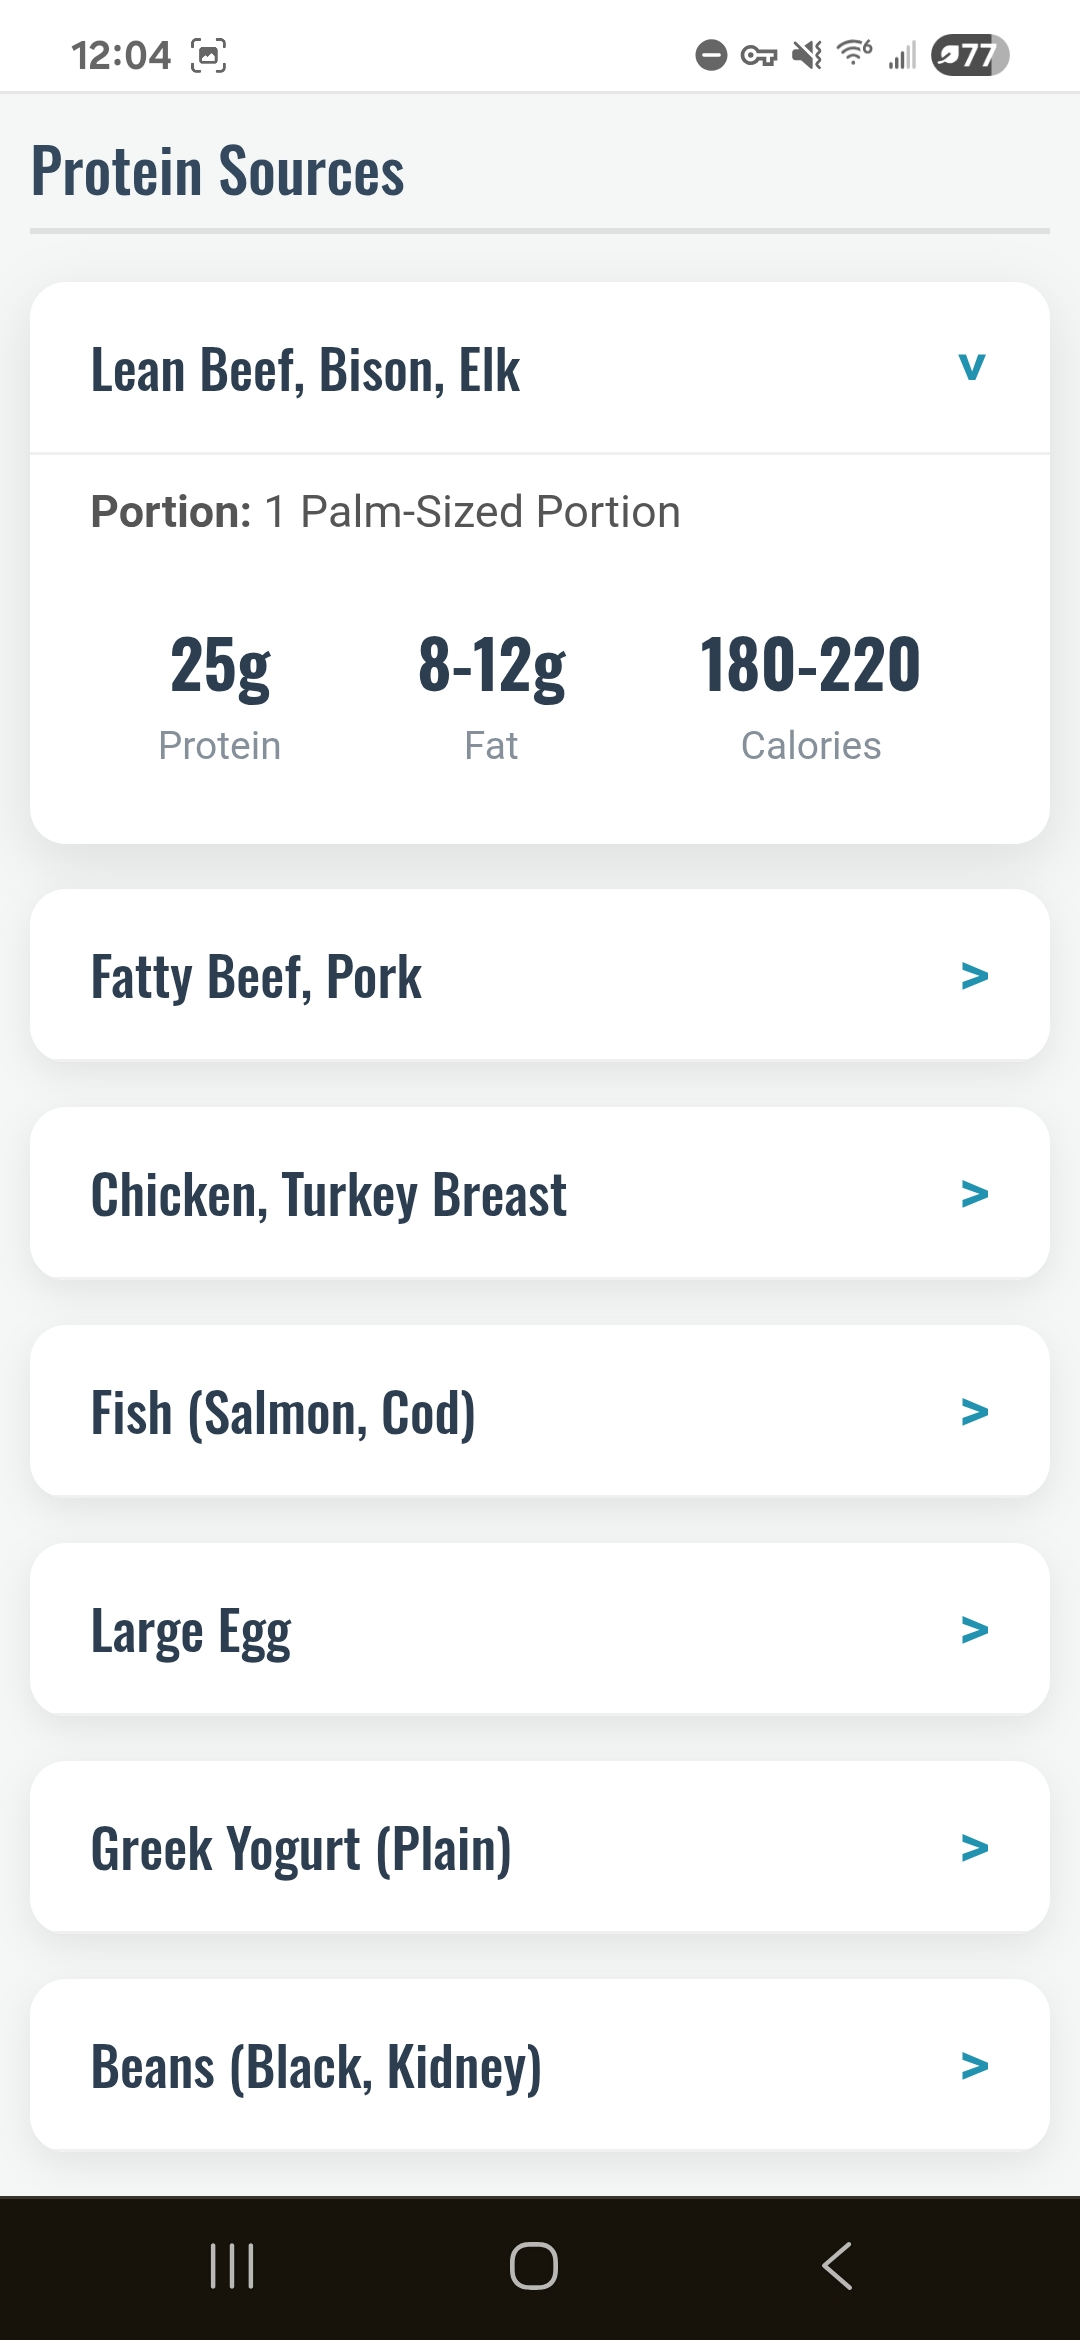 12:04
6
77
Protein Sources
Lean Beef, Bison, Elk v
Portion: 1 Palm-Sized Portion
25g 8-12g 180-220
Protein Fat Calories
Fatty Beef, Pork >
Chicken, Turkey Breast >
Fish (Salmon, Cod) >
Large Egg >
Greek Yogurt (Plain) >
Beans (Black, Kidney) >